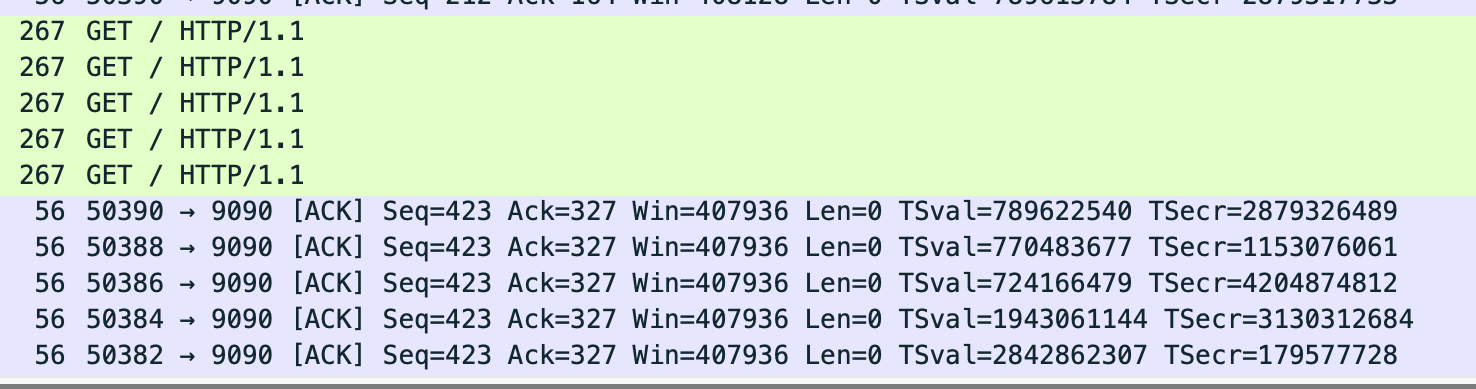 267 GET / HTTP/1.1
267 GET / HTTP/1.1
267 GET / HTTP/1.1
267 GET / HTTP/1.1
267 GET / HTTP/1.1
56 50390 → 9090 [ACK] Seq=423 Ack=327 Win=407936 Len=0 TSval=789622540 TSecr=2879326489
56 50388 → 9090 [ACK] Seq=423 Ack=327 Win=407936 Len=0 TSval=770483677 TSecr=1153076061
56 50386 → 9090 [ACK] Seq=423 Ack=327 Win=407936 Len=0 TSval=724166479 TSecr=4204874812
56 50384 → 9090 [ACK] Seq=423 Ack=327 Win=407936 Len=0 TSval=1943061144 TSecr=3130312684
56 50382 → 9090 [ACK] Seq=423 Ack=327 Win=407936 Len=0 TSval=2842862307 TSecr=179577728